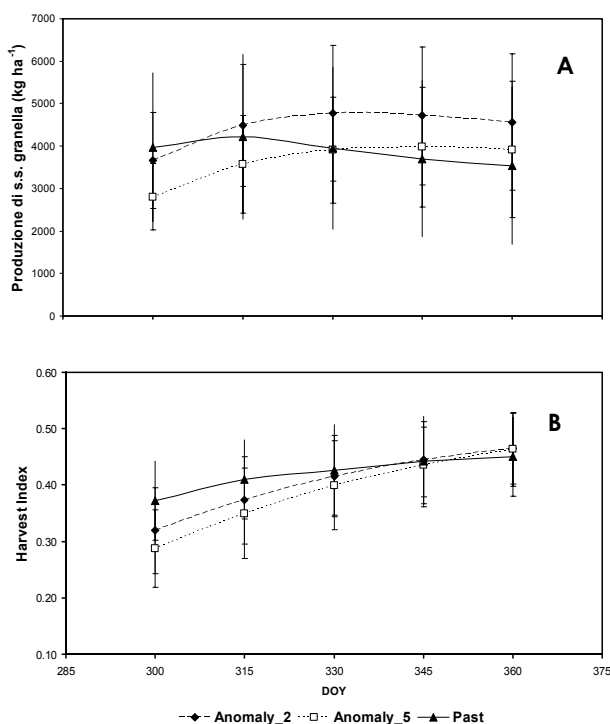 7000
6000
5000
4000
3000
2000
1000
0
Produzione di s.s. granella (kg ha⁻¹)
A
0.60
0.50
0.40
0.30
0.20
0.10
Harvest Index
B
285 300 315 330 345 360 375
DOY
Anomaly_2 Anomaly_5 Past